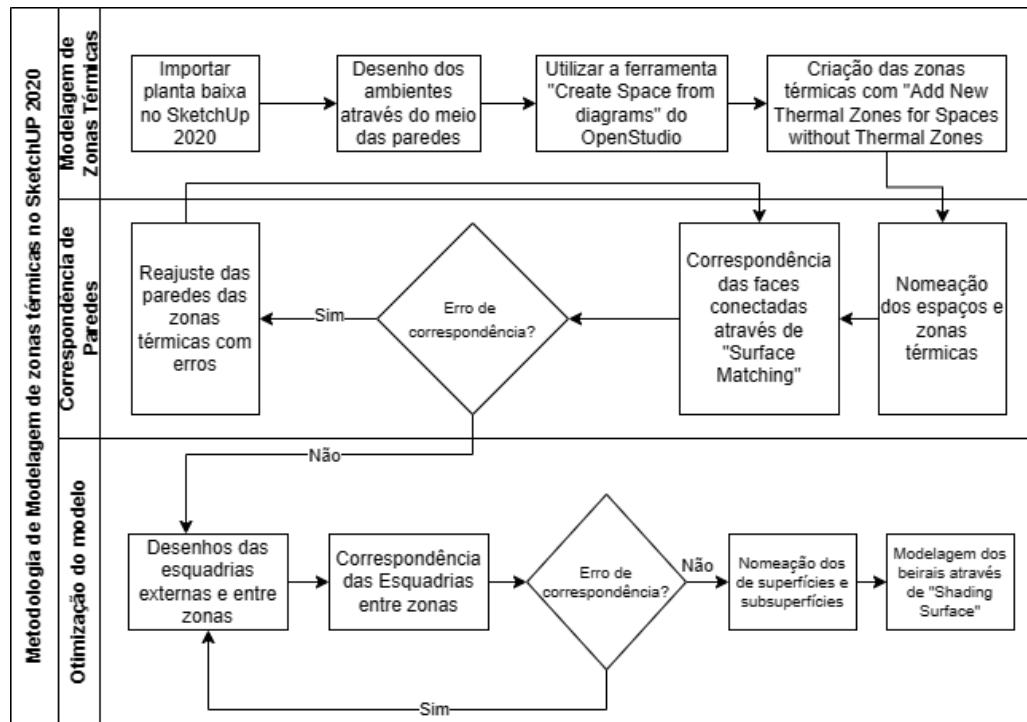 Metodologia de Modelagem de zonas térmicas no SketchUP 2020
Modelagem de
Zonas Térmicas
Importar
planta baixa
no SketchUp
2020
Desenho dos
ambientes
através do meio
das paredes
Utilizar a ferramenta
"Create Space from
diagrams" do
OpenStudio
Criação das zonas
térmicas com "Add New
Thermal Zones for Spaces
without Thermal Zones
Correspondência de
Paredes
Nomeação
dos espaços e
zonas
térmicas
Correspondência
das faces
conectadas
através de
"Surface
Matching"
Erro de
correspondência?
Sim
Reajuste das
paredes das
zonas
térmicas com
erros
Não
Otimização do modelo
Desenhos das
esquadrias
externas e entre
zonas
Correspondência
das Esquadrias
entre zonas
Erro de
correspondência?
Não
Nomeação dos
de superfícies e
subsuperfícies
Modelagem dos
beirais através
de "Shading
Surface"
Sim